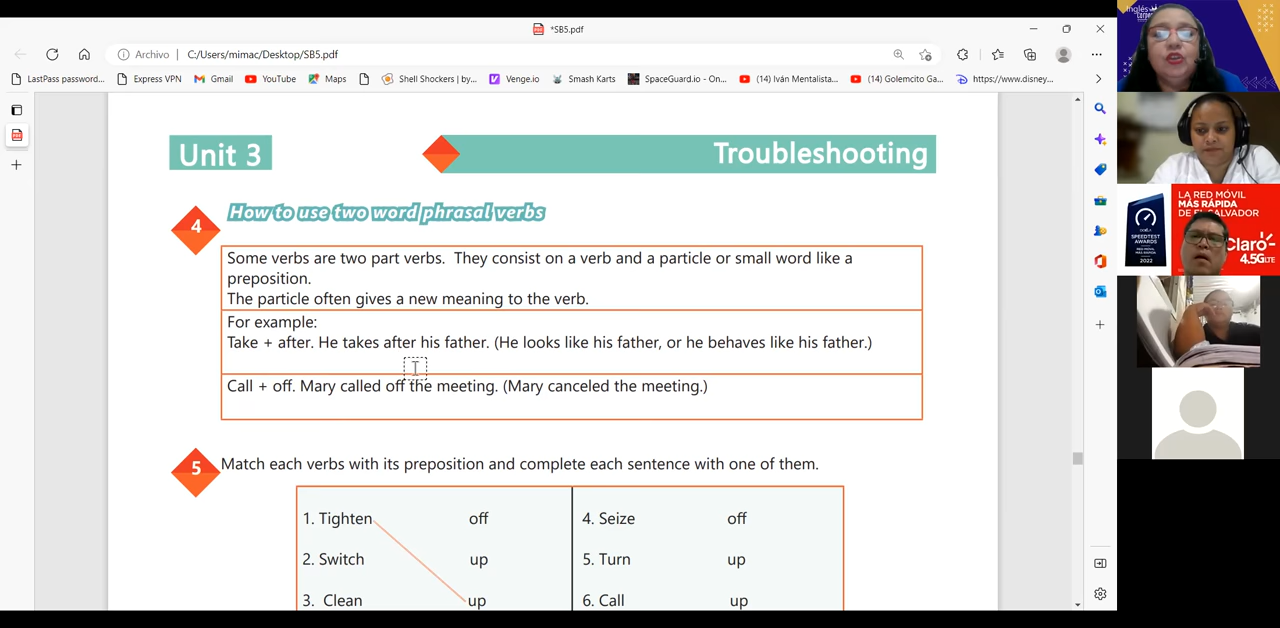 *SB5.pdf
Archivo
C:/Users/mimac/Desktop/SB5.pdf
LastPass password...
Express VPN
Gmail
YouTube
Maps
Shell Shockers | by...
Venge.io
Smash Karts
SpaceGuard.io - On...
(14) Iván Mentalista...
(14) Golemcito Ga...
https://www.disney...
Unit 3
Troubleshooting
4
How to use two word phrasal verbs
Some verbs are two part verbs. They consist on a verb and a particle or small word like a
preposition.
The particle often gives a new meaning to the verb.
For example:
Take + after. He takes after his father. (He looks like his father, or he behaves like his father.)
Call + off. Mary called off the meeting. (Mary canceled the meeting.)
5
Match each verbs with its preposition and complete each sentence with one of them.
1. Tighten off 4. Seize off
2. Switch up 5. Turn up
3. Clean up 6. Call up
Inglés
LA RED MÓVIL
MÁS RÁPIDA
DE EL SALVADOR
SPEEDTEST
AWARDS
2022
Claro
4.5G LTE